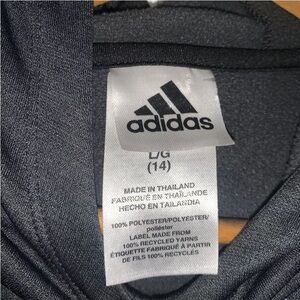 adidas
L/G
(14)
MADE IN THAILAND
FABRIQUÉ EN THAÏLANDE
HECHO EN TAILANDIA
100% POLYESTER/POLYESTER/
poliéster
LABEL MADE FROM
100% RECYCLED YARNS
ÉTIQUETTE FABRIQUÉ À PARTIR
DE FILS 100% RECYCLÉS